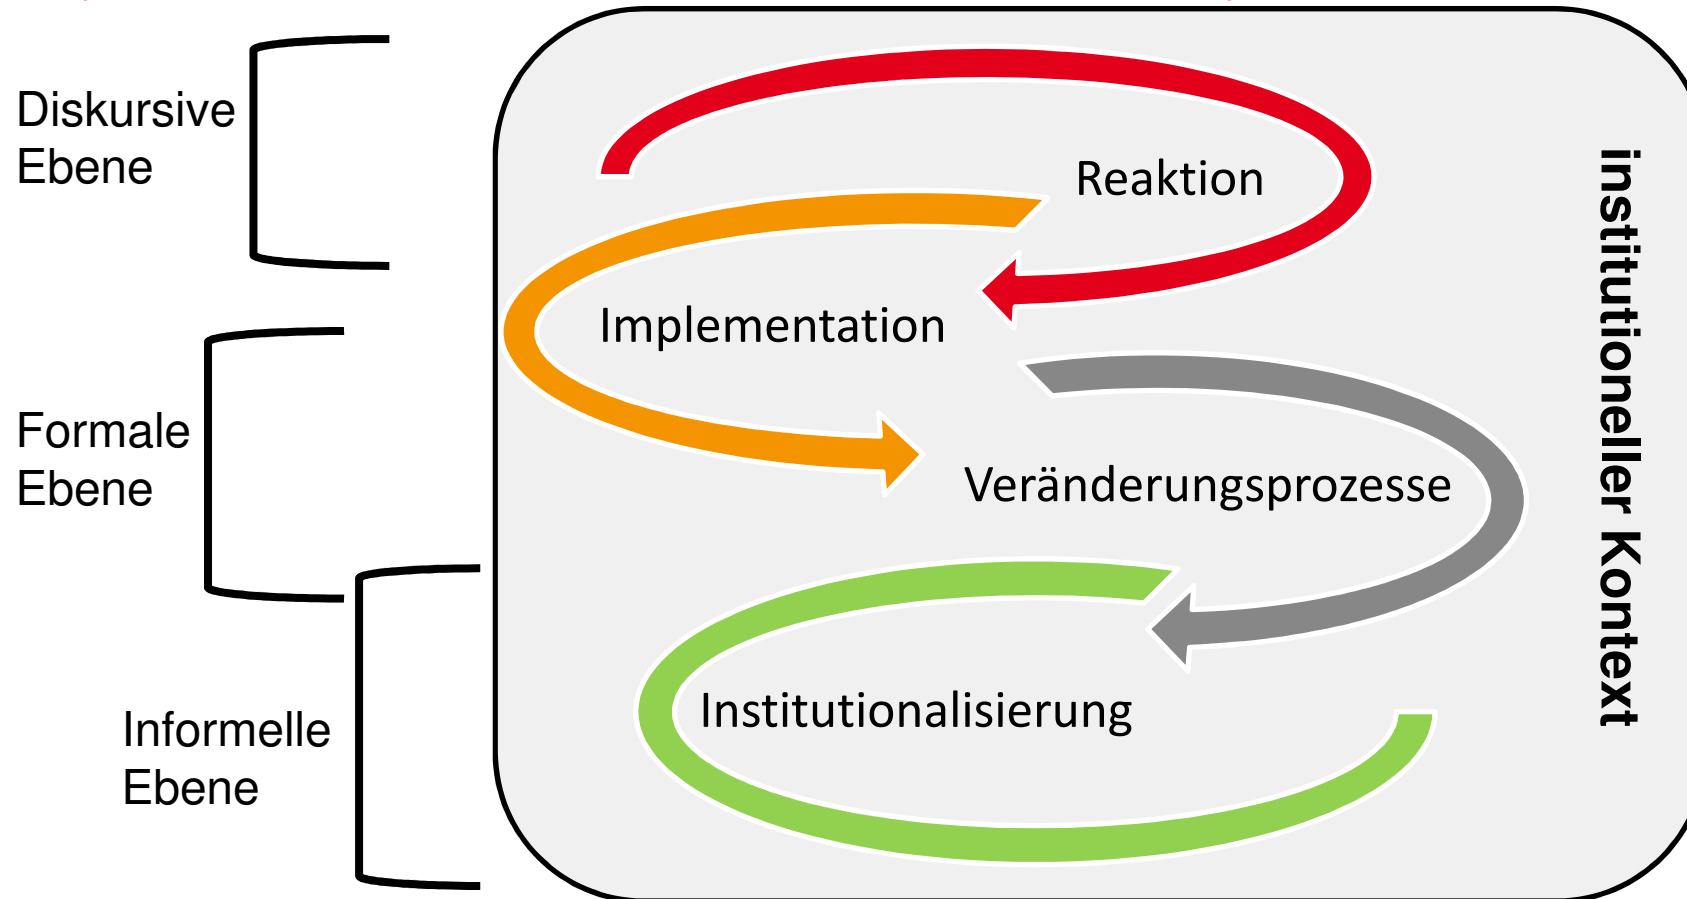 Diskursive
Ebene
Reaktion
Implementation
Formale
Ebene
Veränderungsprozesse
Informelle
Ebene
Institutionalisierung
institutioneller Kontext